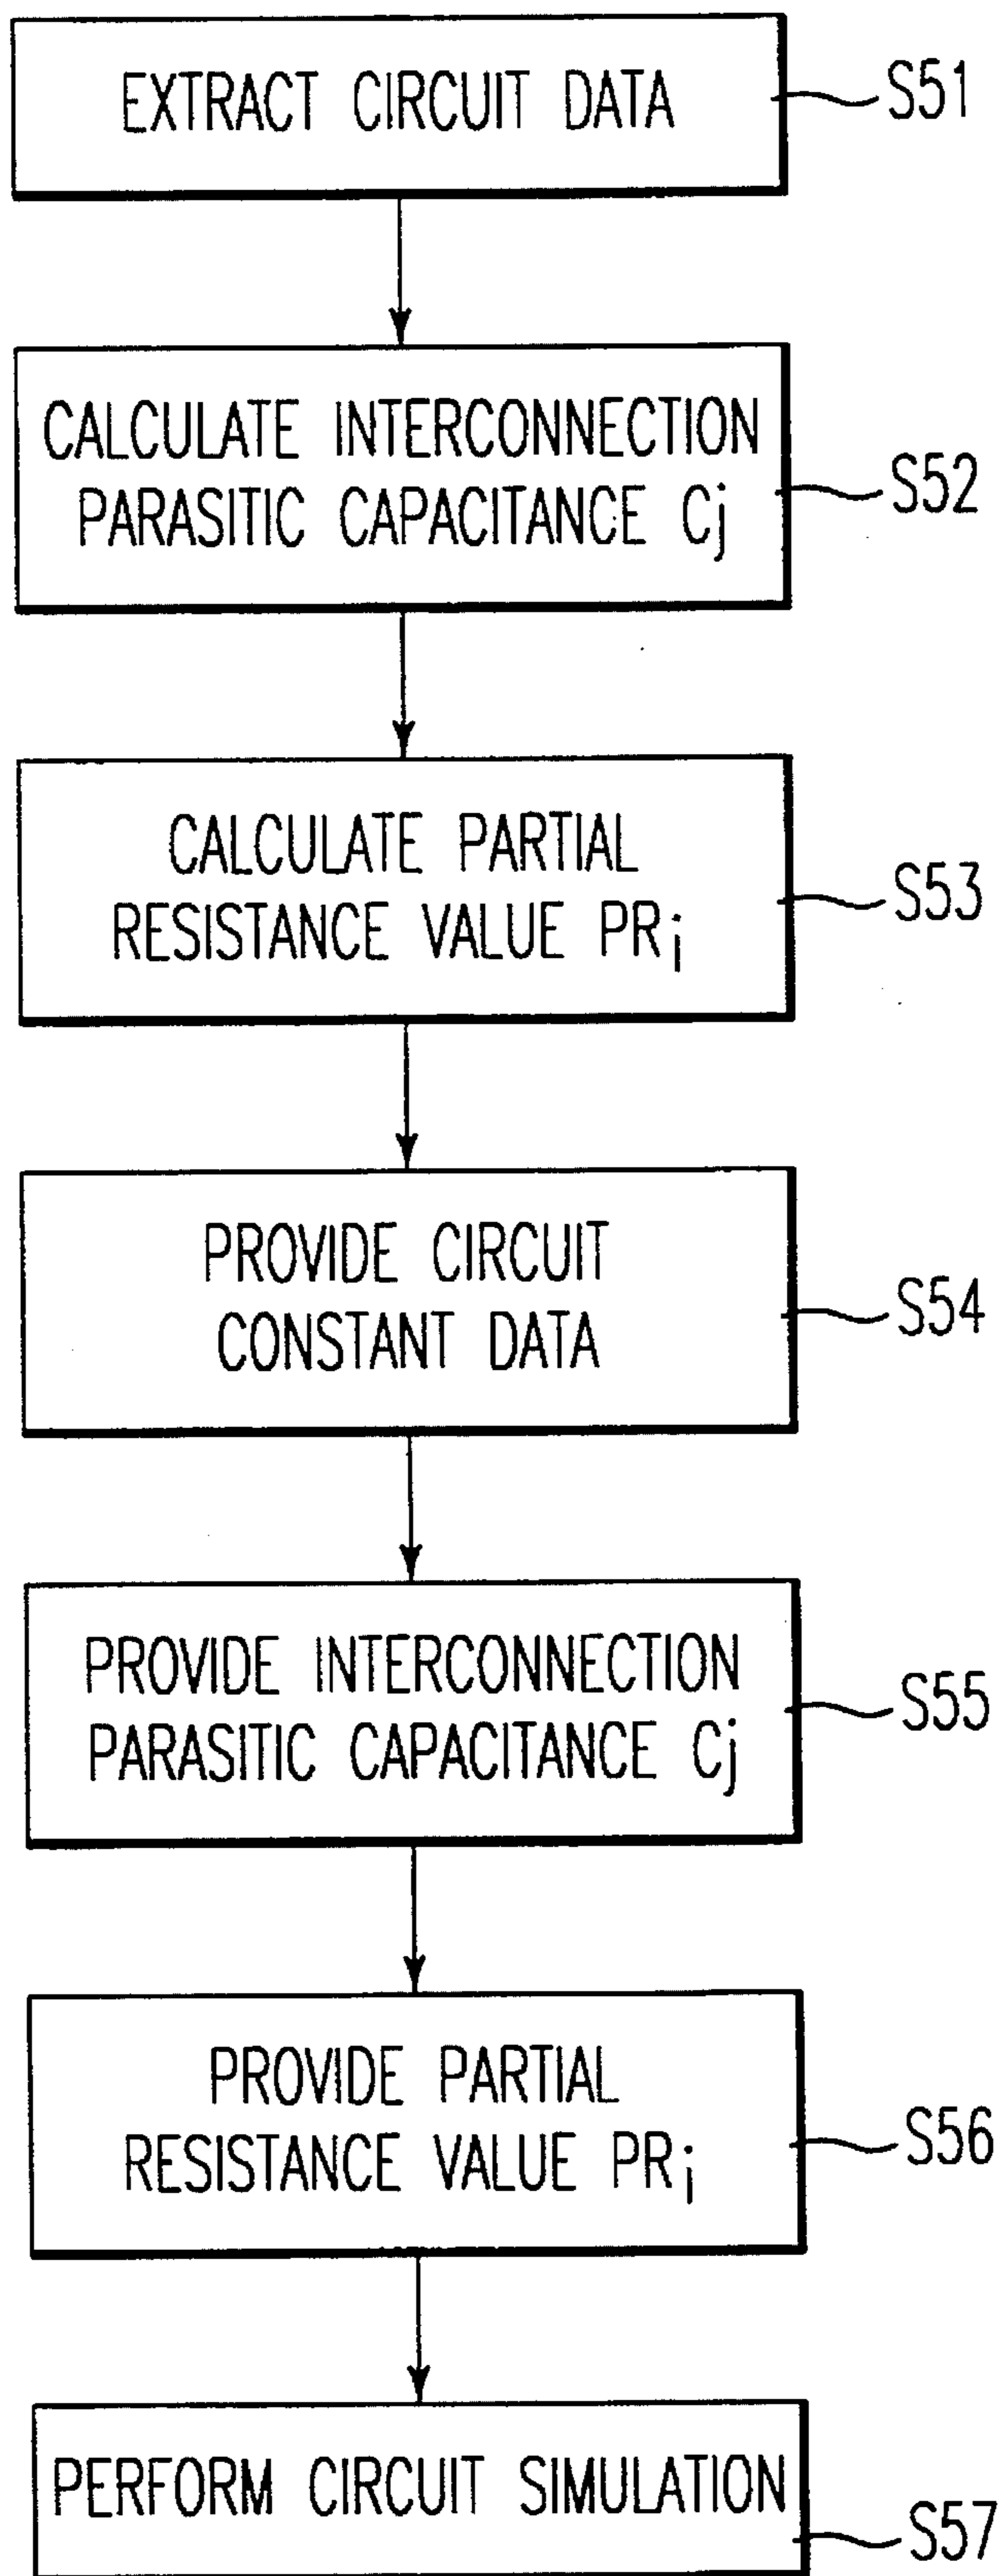 EXTRACT CIRCUIT DATA
S51
CALCULATE INTERCONNECTION
PARASITIC CAPACITANCE Cj
S52
CALCULATE PARTIAL
RESISTANCE VALUE PRi
S53
PROVIDE CIRCUIT
CONSTANT DATA
S54
PROVIDE INTERCONNECTION
PARASITIC CAPACITANCE Cj
S55
PROVIDE PARTIAL
RESISTANCE VALUE PRi
S56
PERFORM CIRCUIT SIMULATION
S57